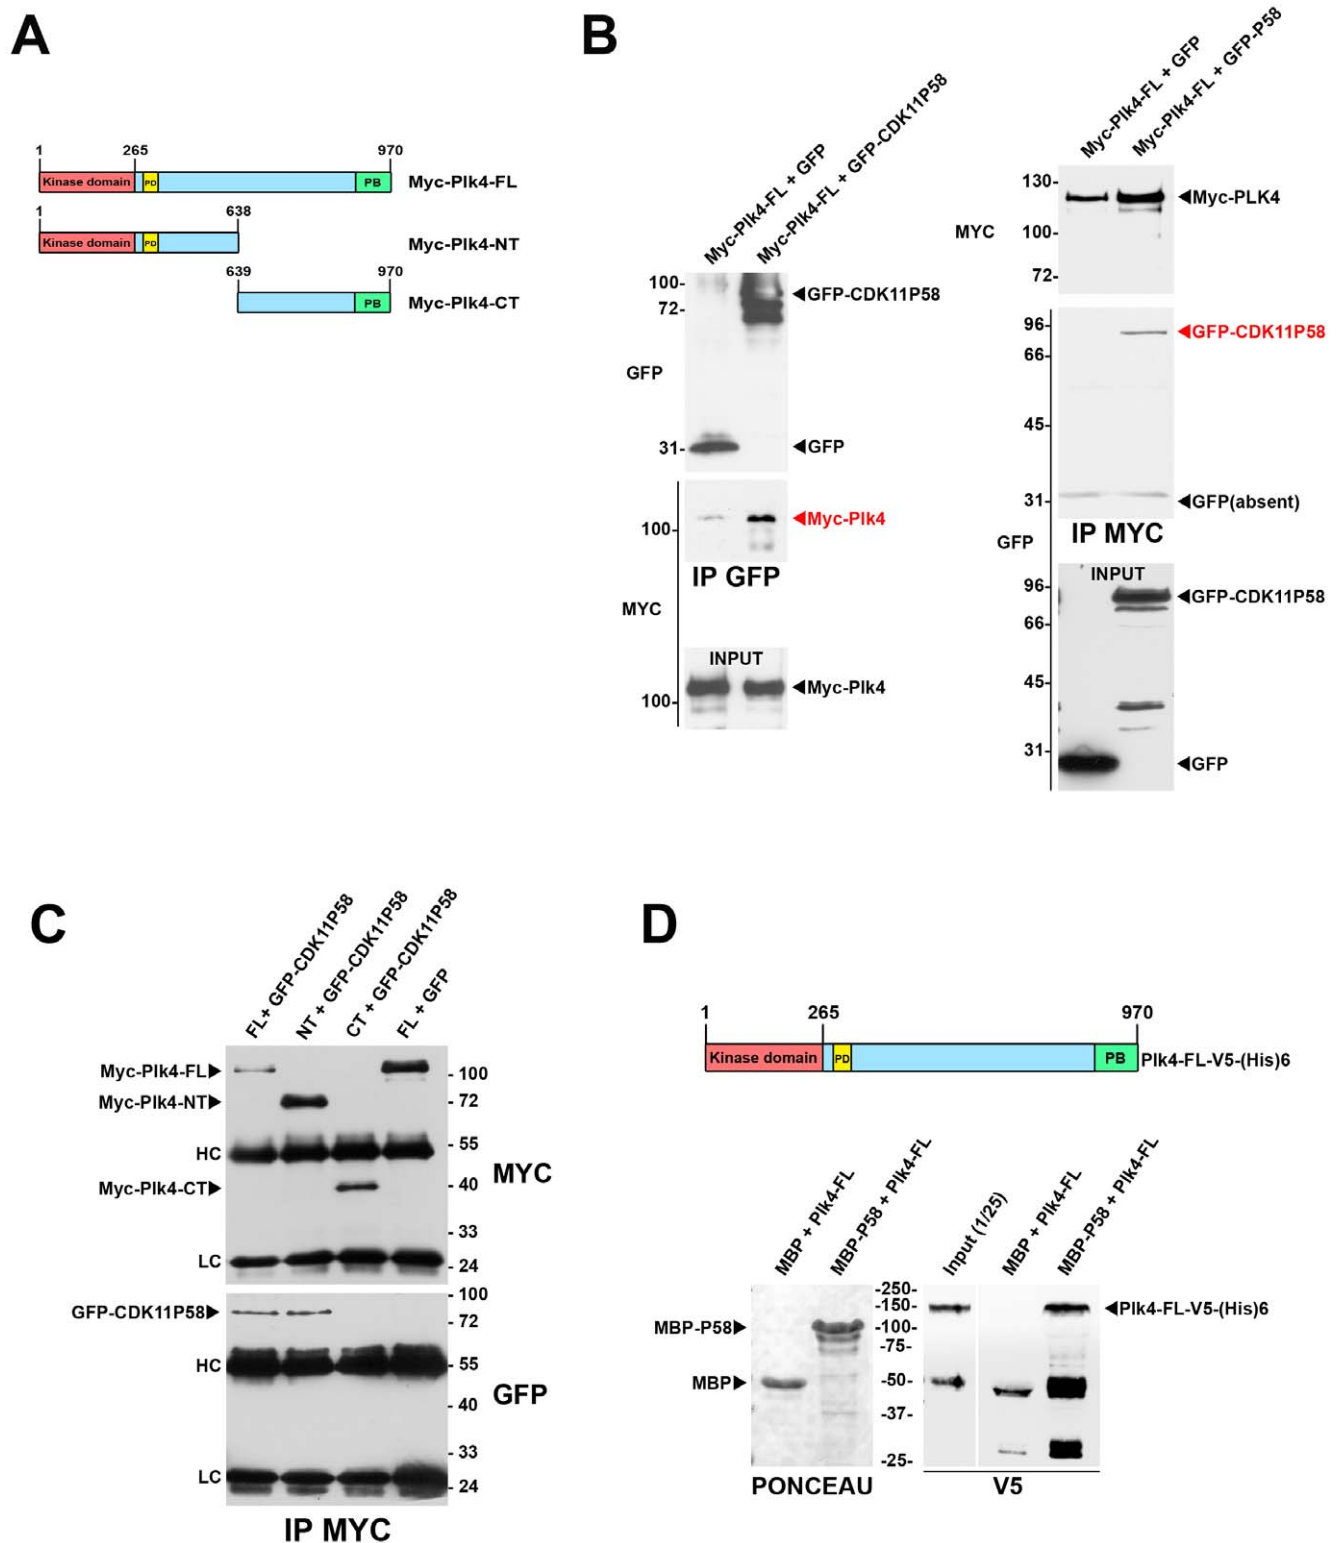 A
1 265 970
Kinase domain PD PB Myc-Plk4-FL
1 638
Kinase domain PD Myc-Plk4-NT
639 970
PB Myc-Plk4-CT
B
Myc-Plk4-FL + GFP
Myc-Plk4-FL + GFP-CDK11P58
100-
72-
GFP-CDK11P58
GFP
31-
GFP
100-
Myc-Plk4
IP GFP
MYC
INPUT
100-
Myc-Plk4
Myc-Plk4-FL + GFP
Myc-Plk4-FL + GFP-P58
130-
Myc-PLK4
MYC
100-
72-
96-
GFP-CDK11P58
66-
45-
31-
GFP(absent)
IP MYC
GFP
INPUT
96-
GFP-CDK11P58
66-
45-
31-
GFP
C
FL+ GFP-CDK11P58
NT + GFP-CDK11P58
CT + GFP-CDK11P58
FL + GFP
Myc-Plk4-FL
- 100
Myc-Plk4-NT
- 72
- 55
HC
MYC
Myc-Plk4-CT
- 40
- 33
LC
- 24
- 100
GFP-CDK11P58
- 72
HC
- 55
GFP
- 40
- 33
LC
- 24
IP MYC
D
1 265 970
Kinase domain PD PB Plk4-FL-V5-(His)6
MBP + Plk4-FL
MBP-P58 + Plk4-FL
Input (1/25)
MBP + Plk4-FL
MBP-P58 + Plk4-FL
-250-
-150-
Plk4-FL-V5-(His)6
MBP-P58
-100-
-75-
MBP
-50-
-37-
-25-
PONCEAU
V5